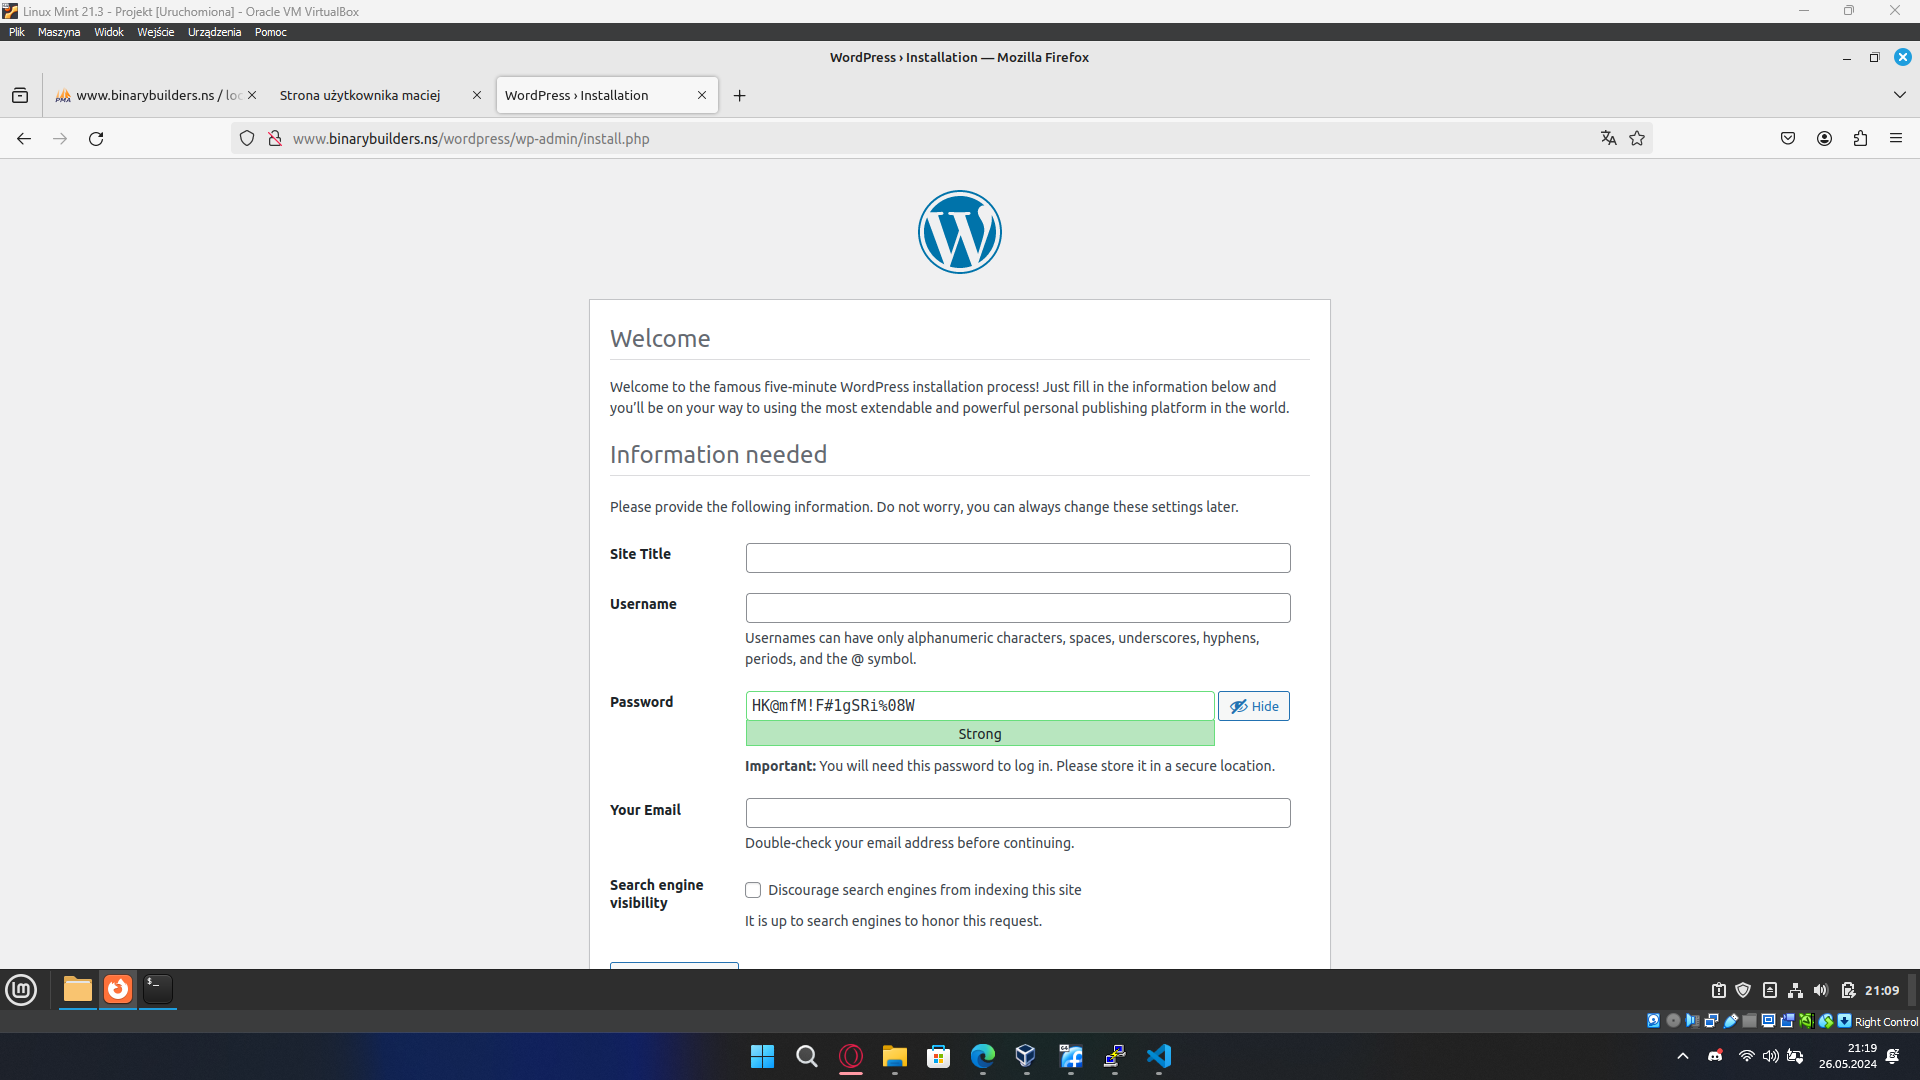 Linux Mint 21.3 - Projekt [Uruchomiona] - Oracle VM VirtualBox
Plik Maszyna Widok Wejście Urządzenia Pomoc
WordPress › Installation — Mozilla Firefox
www.binarybuilders.ns / loc Strona użytkownika maciej WordPress › Installation
www.binarybuilders.ns/wordpress/wp-admin/install.php
Welcome
Welcome to the famous five-minute WordPress installation process! Just fill in the information below and
you’ll be on your way to using the most extendable and powerful personal publishing platform in the world.
Information needed
Please provide the following information. Do not worry, you can always change these settings later.
Site Title
Username
Usernames can have only alphanumeric characters, spaces, underscores, hyphens,
periods, and the @ symbol.
Password HK@mfM!F#1gSRi%08W Hide
Strong
Important: You will need this password to log in. Please store it in a secure location.
Your Email
Double-check your email address before continuing.
Search engine
visibility
Discourage search engines from indexing this site
It is up to search engines to honor this request.
21:09
Right Control
21:19
26.05.2024